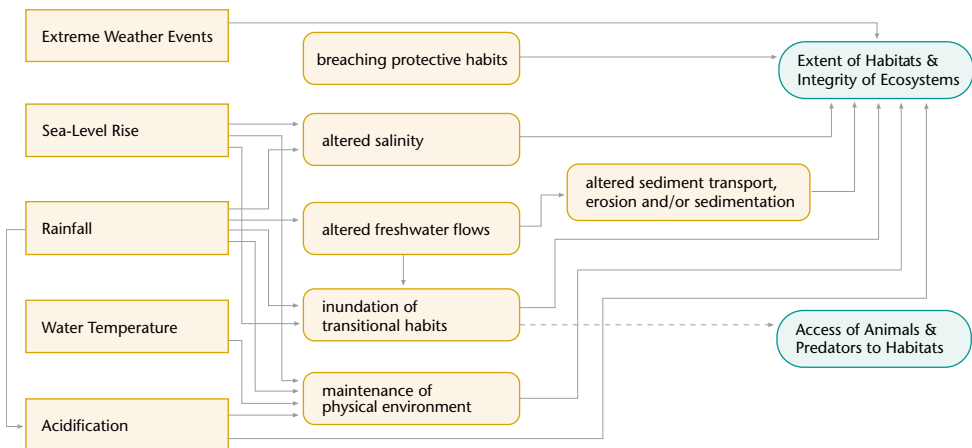 Extreme Weather Events
breaching protective habits
Extent of Habitats &
Integrity of Ecosystems
Sea-Level Rise
altered salinity
altered sediment transport,
erosion and/or sedimentation
Rainfall
altered freshwater flows
inundation of
transitional habits
Water Temperature
Access of Animals &
Predators to Habitats
maintenance of
physical environment
Acidification